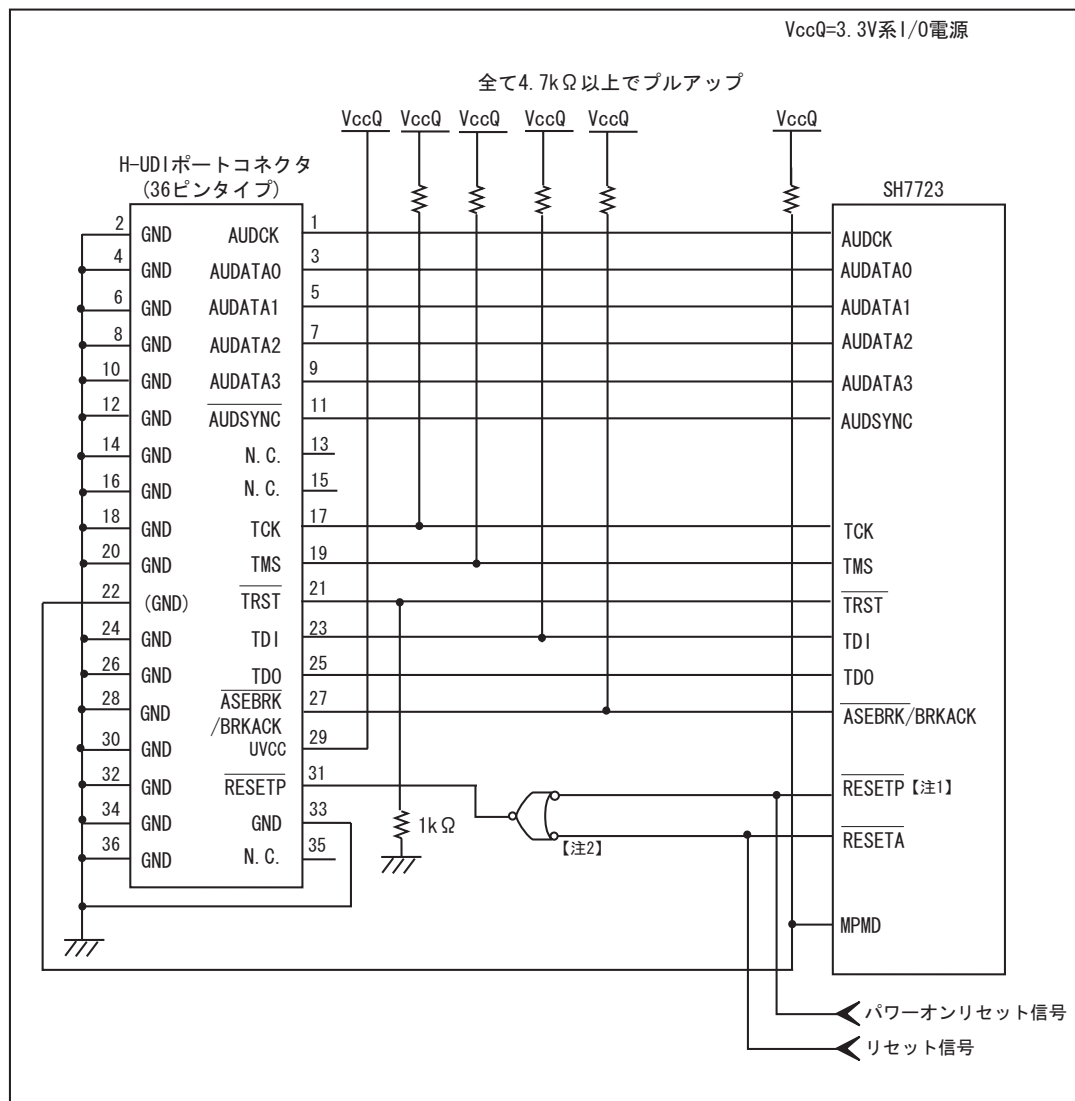 VccQ=3.3V系I/O電源
全て4.7kΩ以上でプルアップ
VccQ VccQ VccQ VccQ VccQ VccQ
H-UDIポートコネクタ
(36ピンタイプ)
SH7723
2 GND AUDCK 1 AUDCK
4 GND AUDATA0 3 AUDATA0
6 GND AUDATA1 5 AUDATA1
8 GND AUDATA2 7 AUDATA2
10 GND AUDATA3 9 AUDATA3
12 GND AUDSYNC 11 AUDSYNC
14 GND N.C. 13
16 GND N.C. 15
18 GND TCK 17 TCK
20 GND TMS 19 TMS
22 (GND) TRST 21 TRST
24 GND TDI 23 TDI
26 GND TDO 25 TDO
28 GND ASEBRK 27 ASEBRK/BRKACK
/BRKACK
30 GND UVCC 29
32 GND RESETP 31 RESETP【注1】
34 GND GND 33 1kΩ 【注2】 RESETA
36 GND N.C. 35
MPMD
パワーオンリセット信号
リセット信号